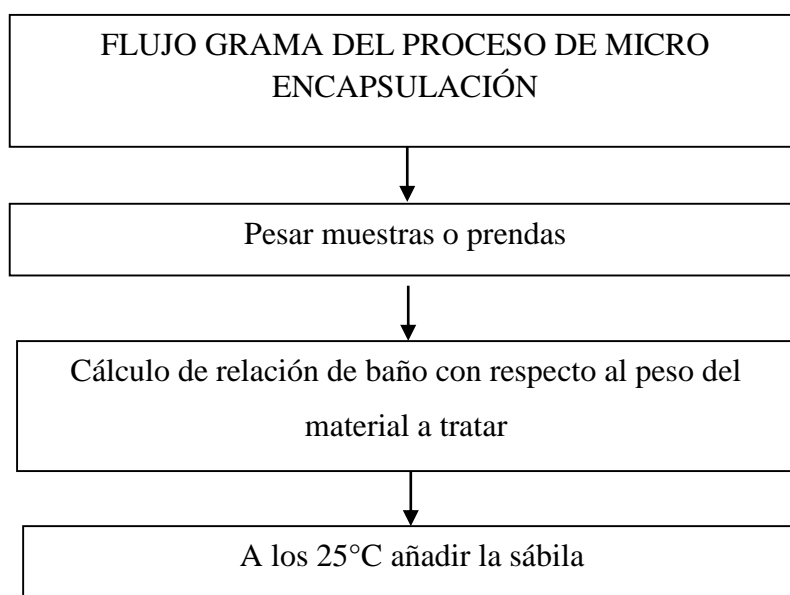 FLUJO GRAMA DEL PROCESO DE MICRO
ENCAPSULACIÓN
Pesar muestras o prendas
Cálculo de relación de baño con respecto al peso del
material a tratar
A los 25°C añadir la sábila